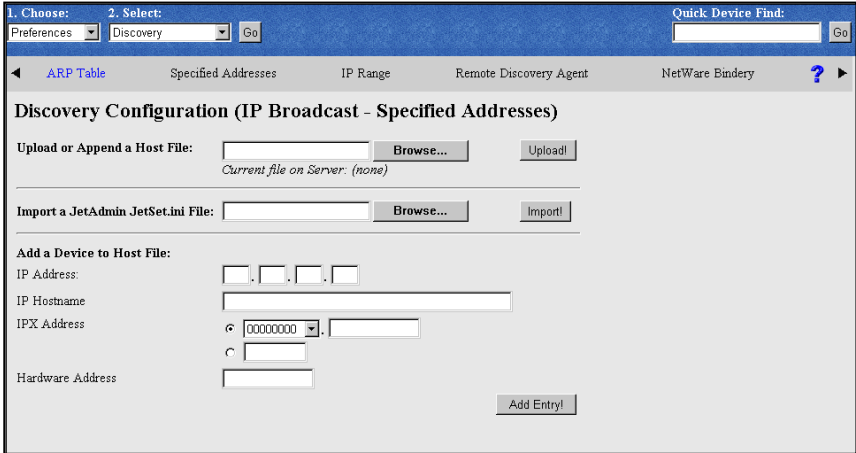 1. Choose: 2. Select: Quick Device Find:
Preferences Discovery Go Go
ARP Table Specified Addresses IP Range Remote Discovery Agent NetWare Bindery ?
Discovery Configuration (IP Broadcast - Specified Addresses)
Upload or Append a Host File: Browse... Upload!
Current file on Server: (none)
Import a JetAdmin JetSet.ini File: Browse... Import!
Add a Device to Host File:
IP Address: . . .
IP Hostname
IPX Address 00000000 .
Hardware Address
Add Entry!